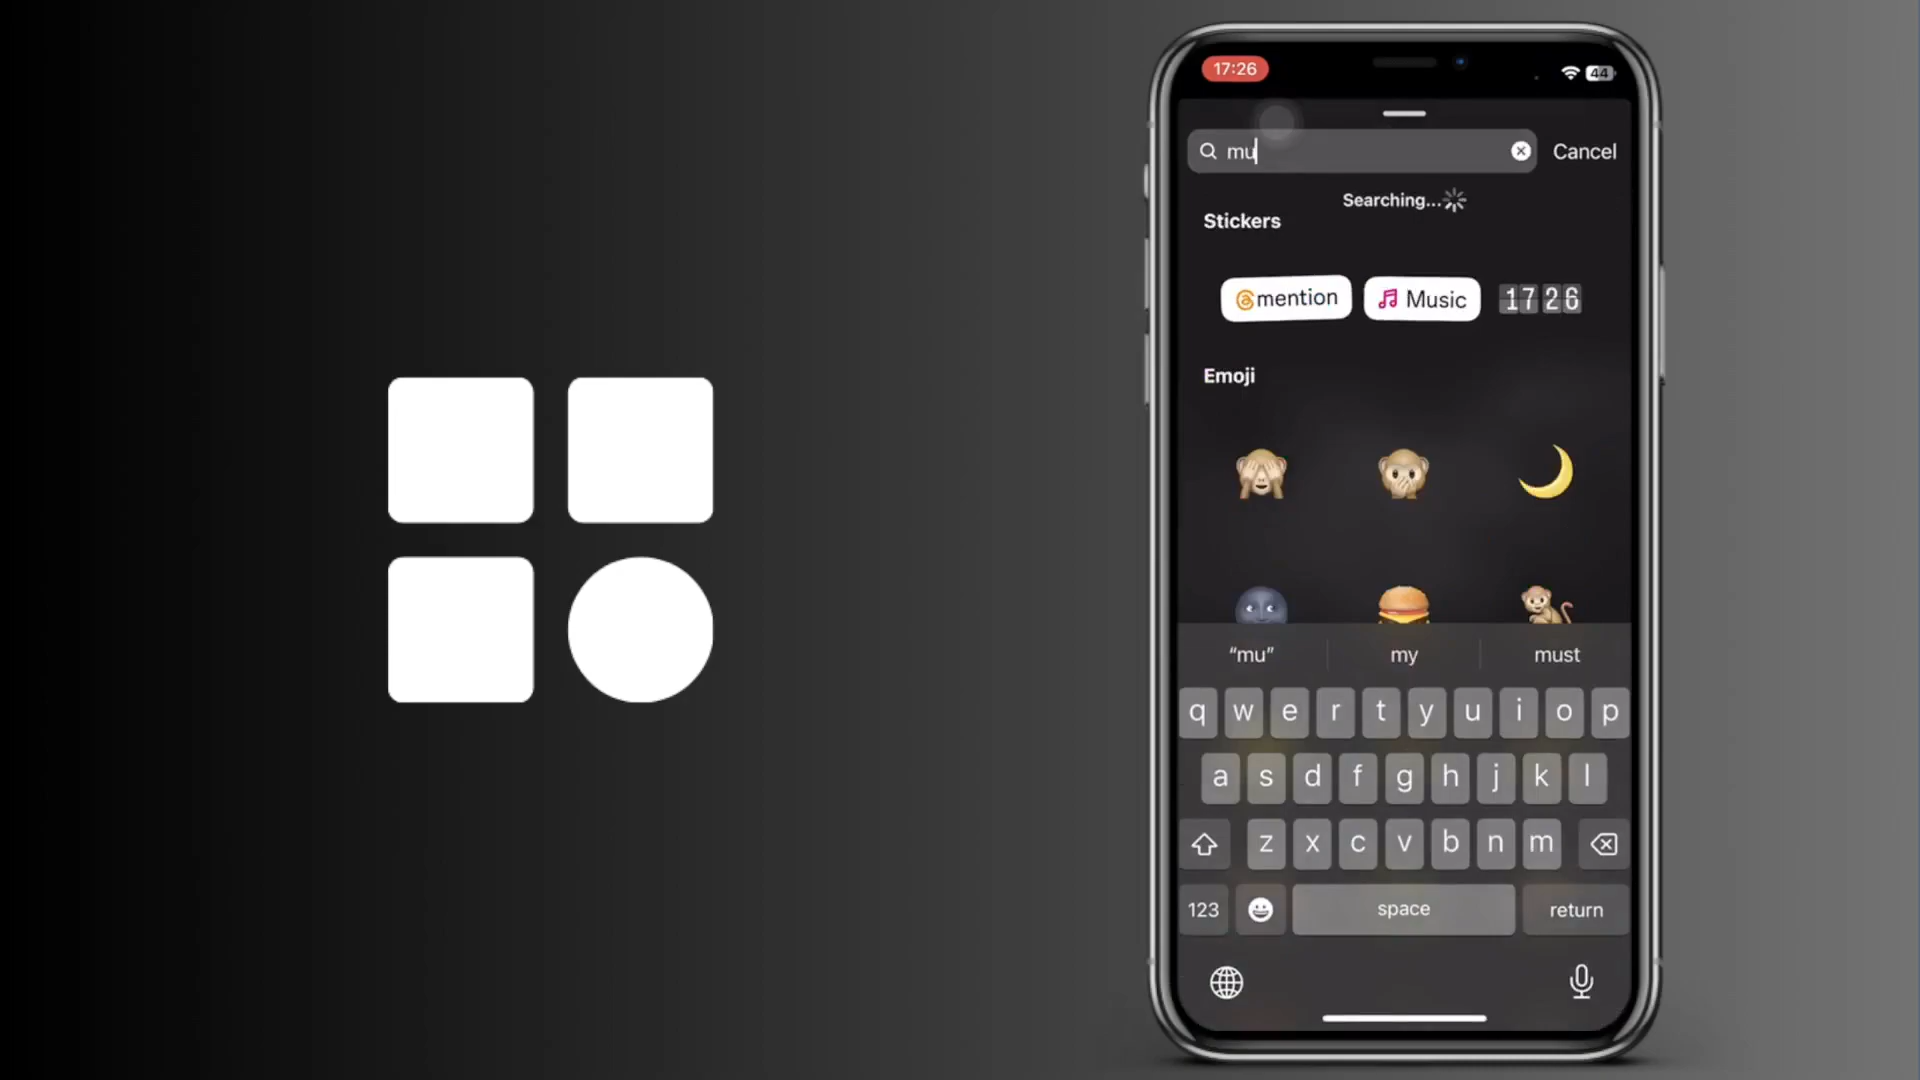 17:26
44
mu
Cancel
Searching...
Stickers
@mention
Music
17 26
Emoji
“mu”
my
must
q w e r t y u i o p
a s d f g h j k l
z x c v b n m
123
space
return